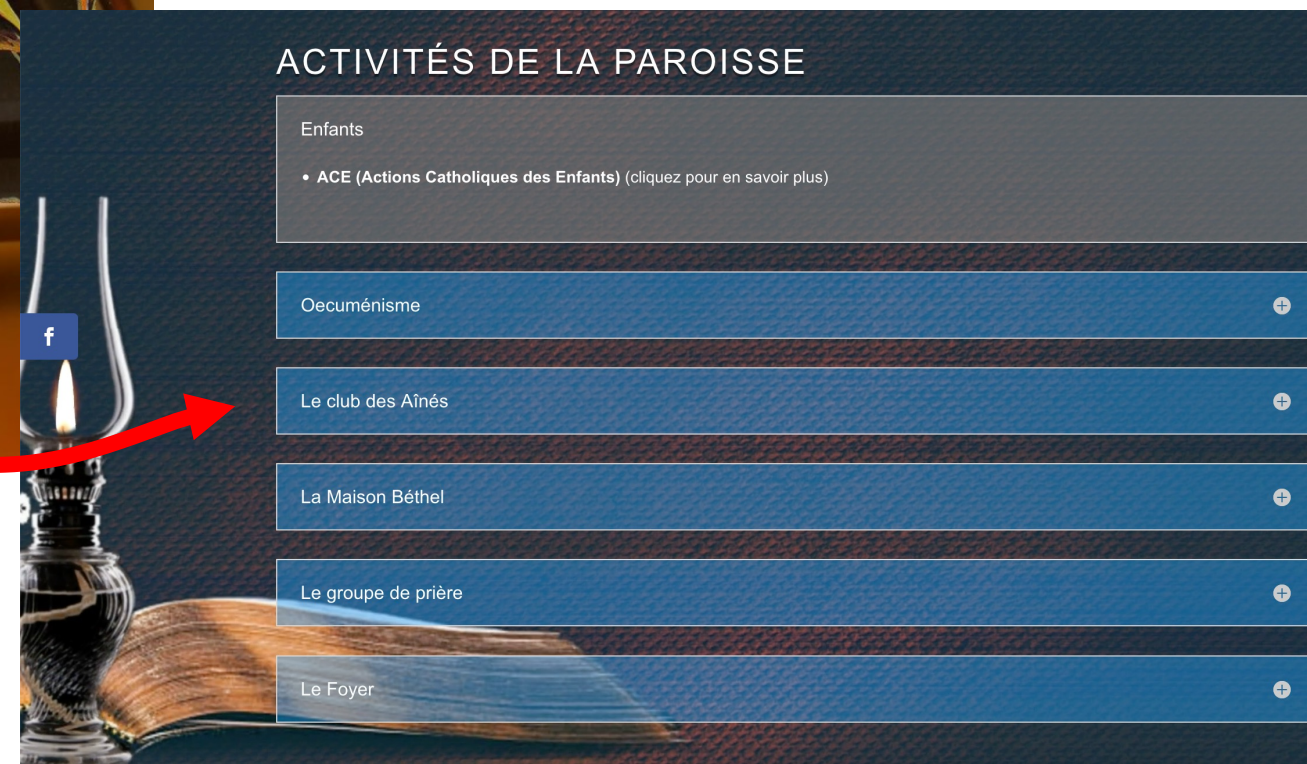 ACTIVITÉS DE LA PAROISSE
Enfants
• ACE (Actions Catholiques des Enfants) (cliquez pour en savoir plus)
Oecuménisme
f
Le club des Aînés
La Maison Béthel
Le groupe de prière
Le Foyer